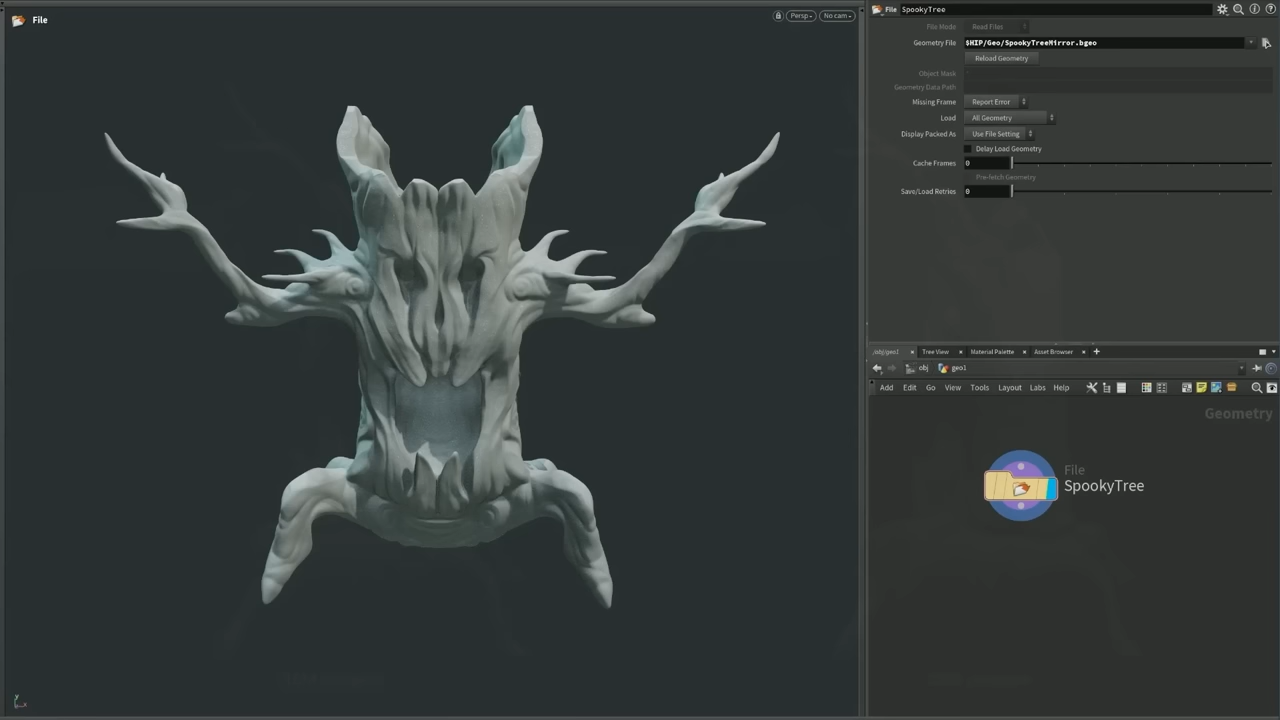 File
Persp
No cam
File SpookyTree
File Mode Read Files
Geometry File $HIP/Geo/SpookyTreeMirror.bgeo
Reload Geometry
Object Mask
Geometry Data Path
Missing Frame Report Error
Load All Geometry
Display Packed As Use File Setting
Delay Load Geometry
Cache Frames 0
Pre-fetch Geometry
Save/Load Retries 0
/obj/geo1 Tree View Material Palette Asset Browser
obj geo1
Add Edit Go View Tools Layout Labs Help
Geometry
File
SpookyTree
y
x